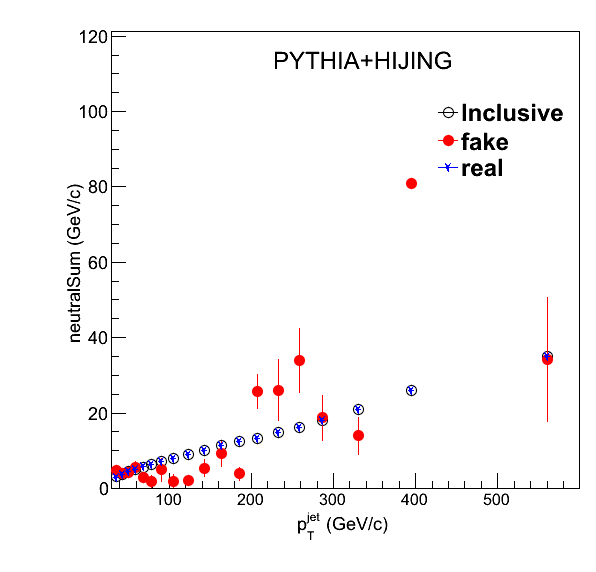 120
100
80
60
40
20
0
neutralSum (GeV/c)
PYTHIA+HIJING
Inclusive
fake
real
100 200 300 400 500
p_T^jet (GeV/c)